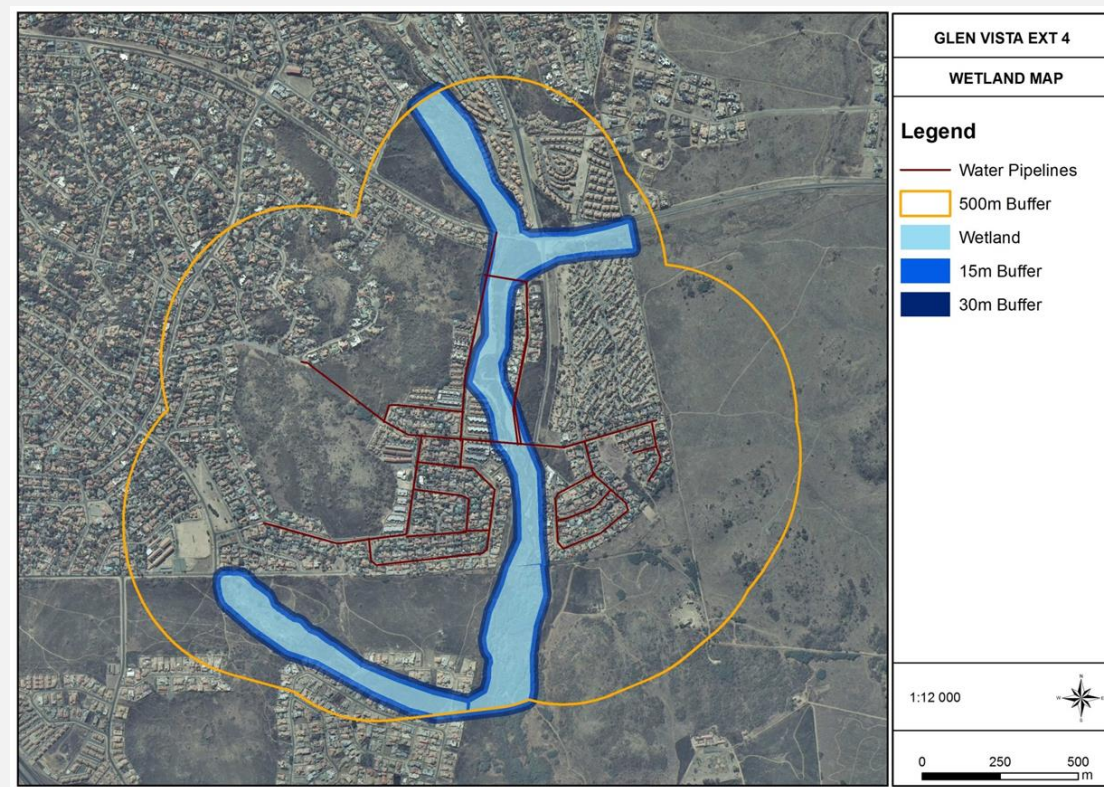 GLEN VISTA EXT 4
WETLAND MAP
Legend
Water Pipelines
500m Buffer
Wetland
15m Buffer
30m Buffer
1:12 000
N
W E
S
0 250 500
m